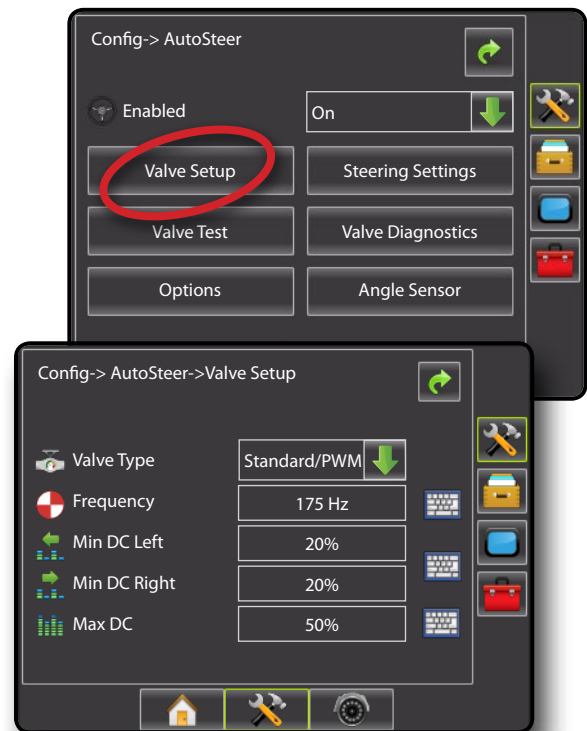 Config-> AutoSteer
Enabled
On
Valve Setup
Steering Settings
Valve Test
Valve Diagnostics
Options
Angle Sensor
Config-> AutoSteer->Valve Setup
Valve Type
Standard/PWM
Frequency
175 Hz
Min DC Left
20%
Min DC Right
20%
Max DC
50%